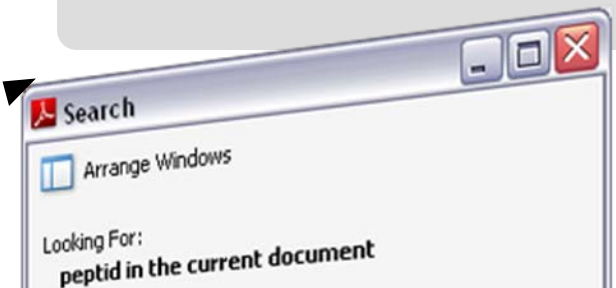 Search
Arrange Windows
Looking For:
peptid in the current document